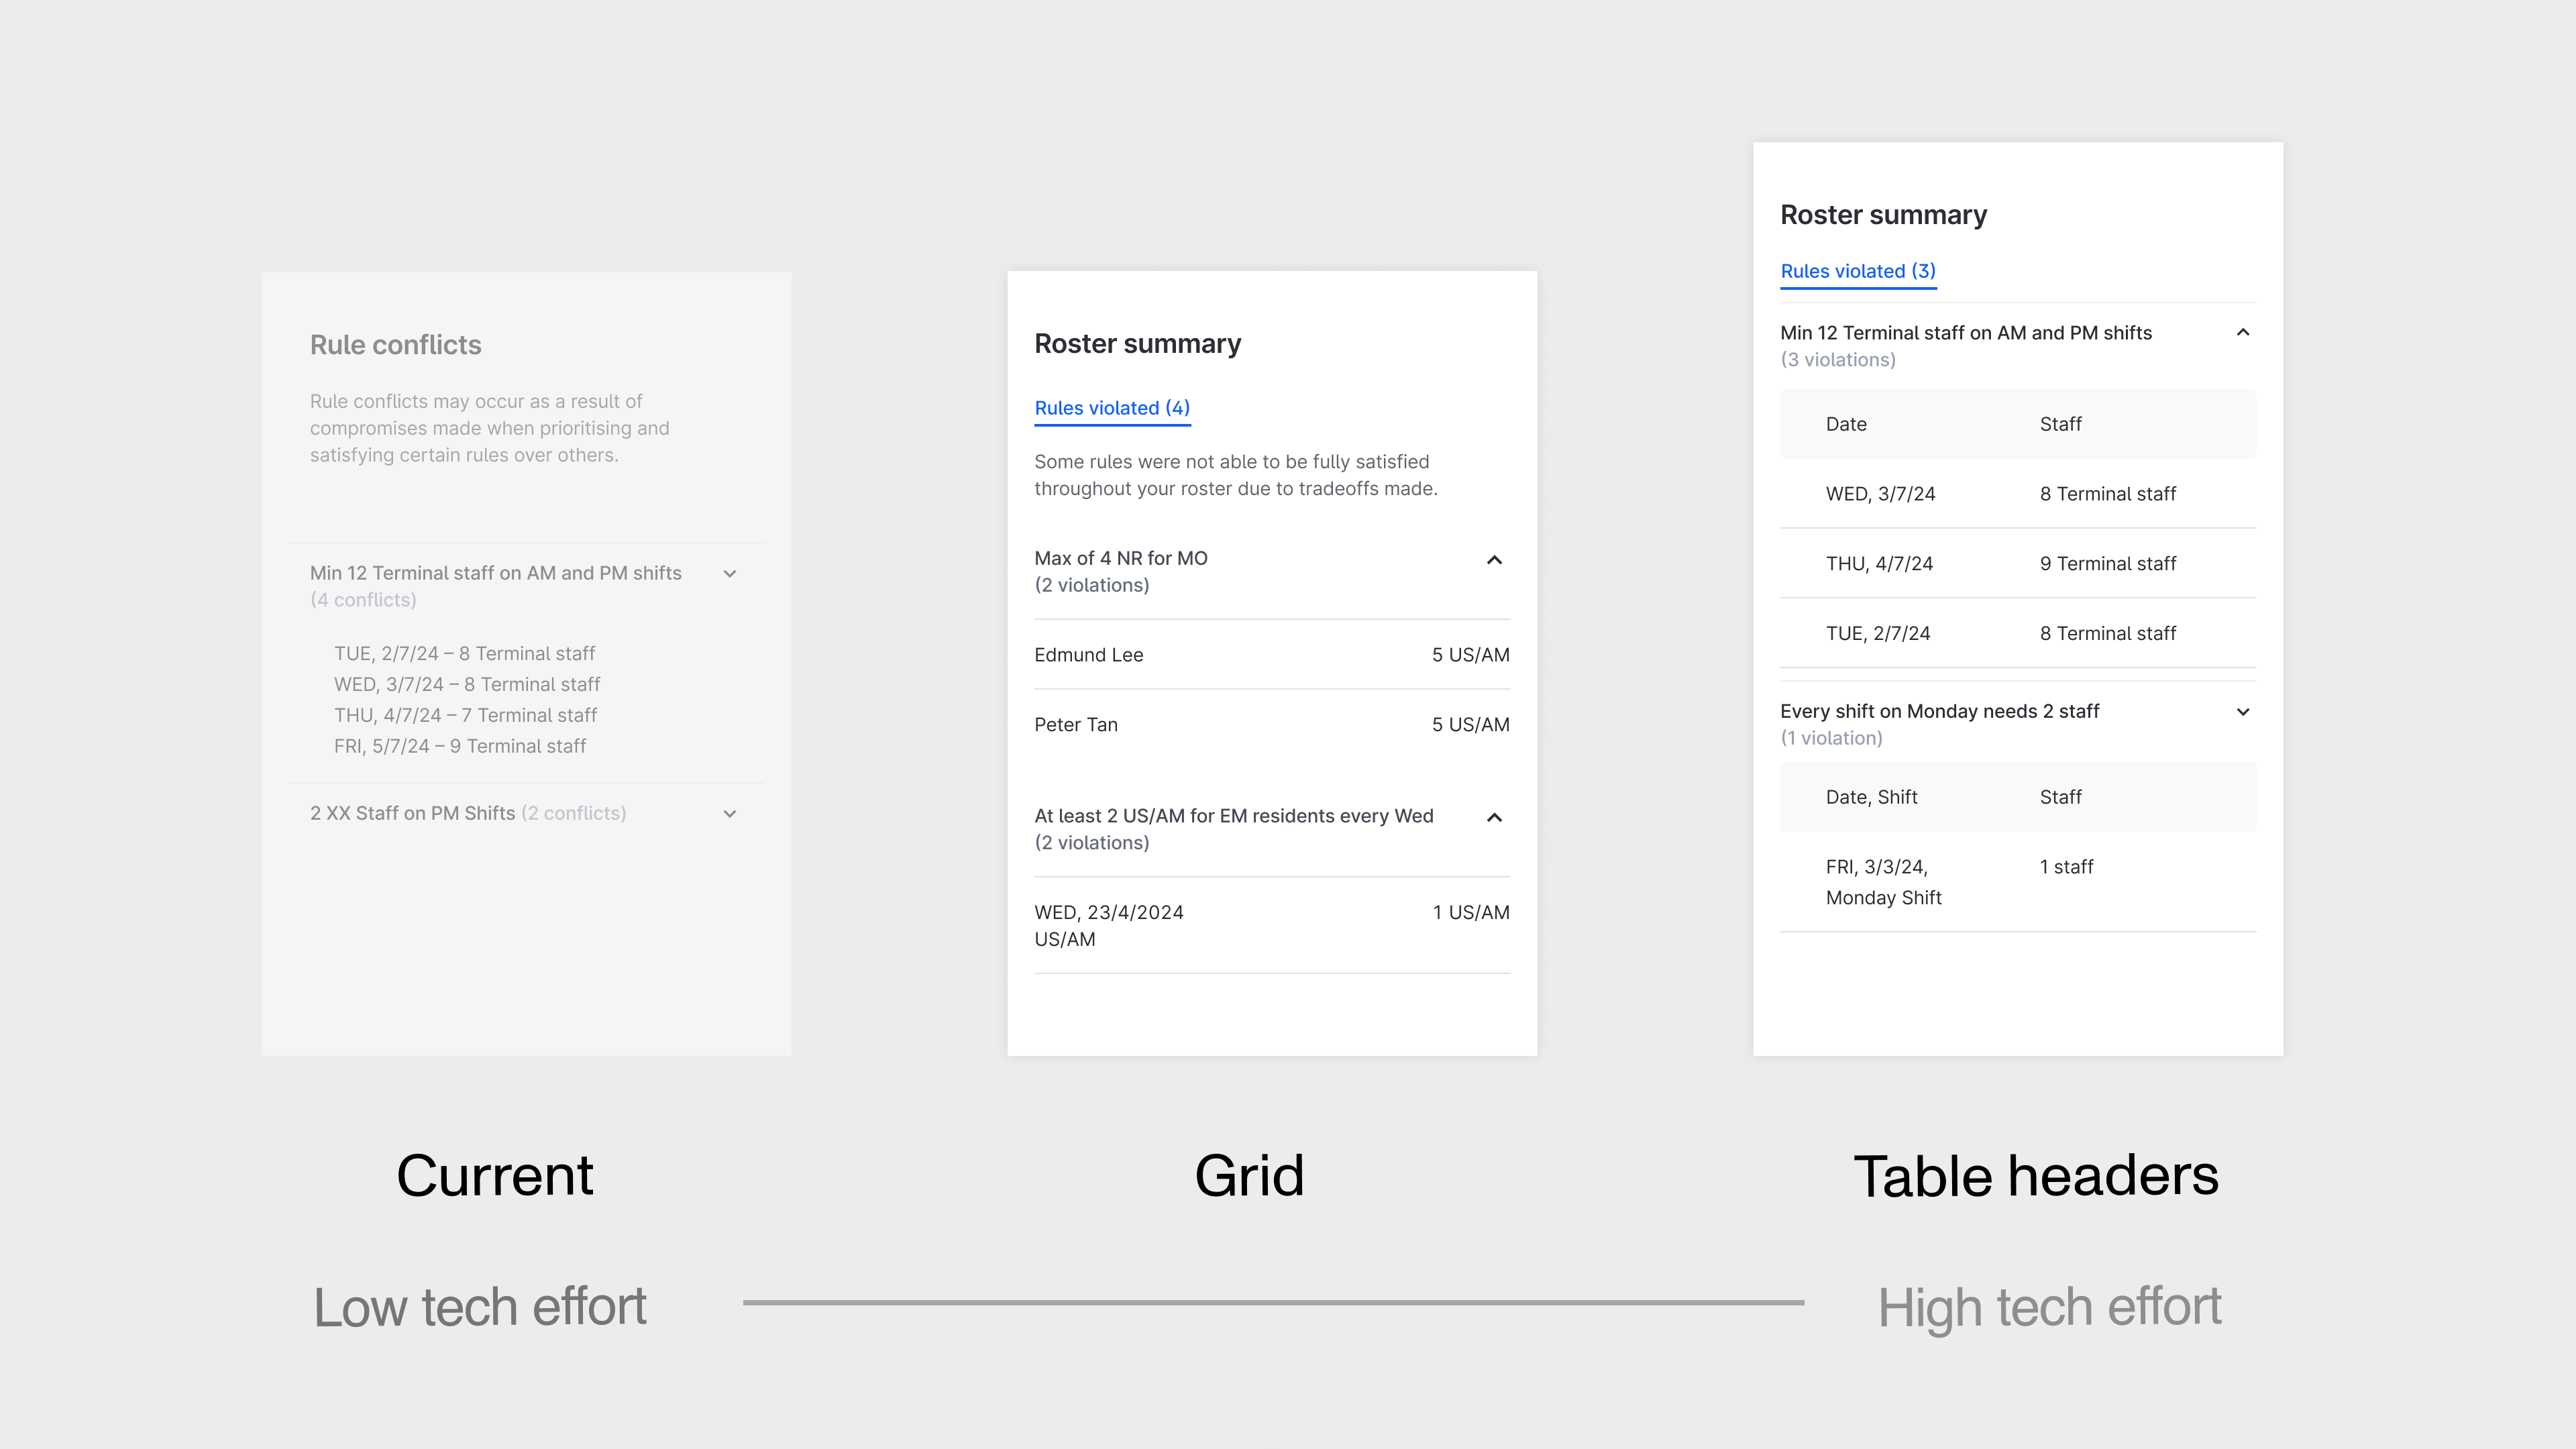 Rule conflicts
Rule conflicts may occur as a result of
compromises made when prioritising and
satisfying certain rules over others.
Min 12 Terminal staff on AM and PM shifts
(4 conflicts)
TUE, 2/7/24 – 8 Terminal staff
WED, 3/7/24 – 8 Terminal staff
THU, 4/7/24 – 7 Terminal staff
FRI, 5/7/24 – 9 Terminal staff
2 XX Staff on PM Shifts (2 conflicts)
Current
Roster summary
Rules violated (4)
Some rules were not able to be fully satisfied
throughout your roster due to tradeoffs made.
Max of 4 NR for MO
(2 violations)
Edmund Lee 5 US/AM
Peter Tan 5 US/AM
At least 2 US/AM for EM residents every Wed
(2 violations)
WED, 23/4/2024 1 US/AM
US/AM
Grid
Roster summary
Rules violated (3)
Min 12 Terminal staff on AM and PM shifts
(3 violations)
Date Staff
WED, 3/7/24 8 Terminal staff
THU, 4/7/24 9 Terminal staff
TUE, 2/7/24 8 Terminal staff
Every shift on Monday needs 2 staff
(1 violation)
Date, Shift Staff
FRI, 3/3/24, 1 staff
Monday Shift
Table headers
Low tech effort
High tech effort